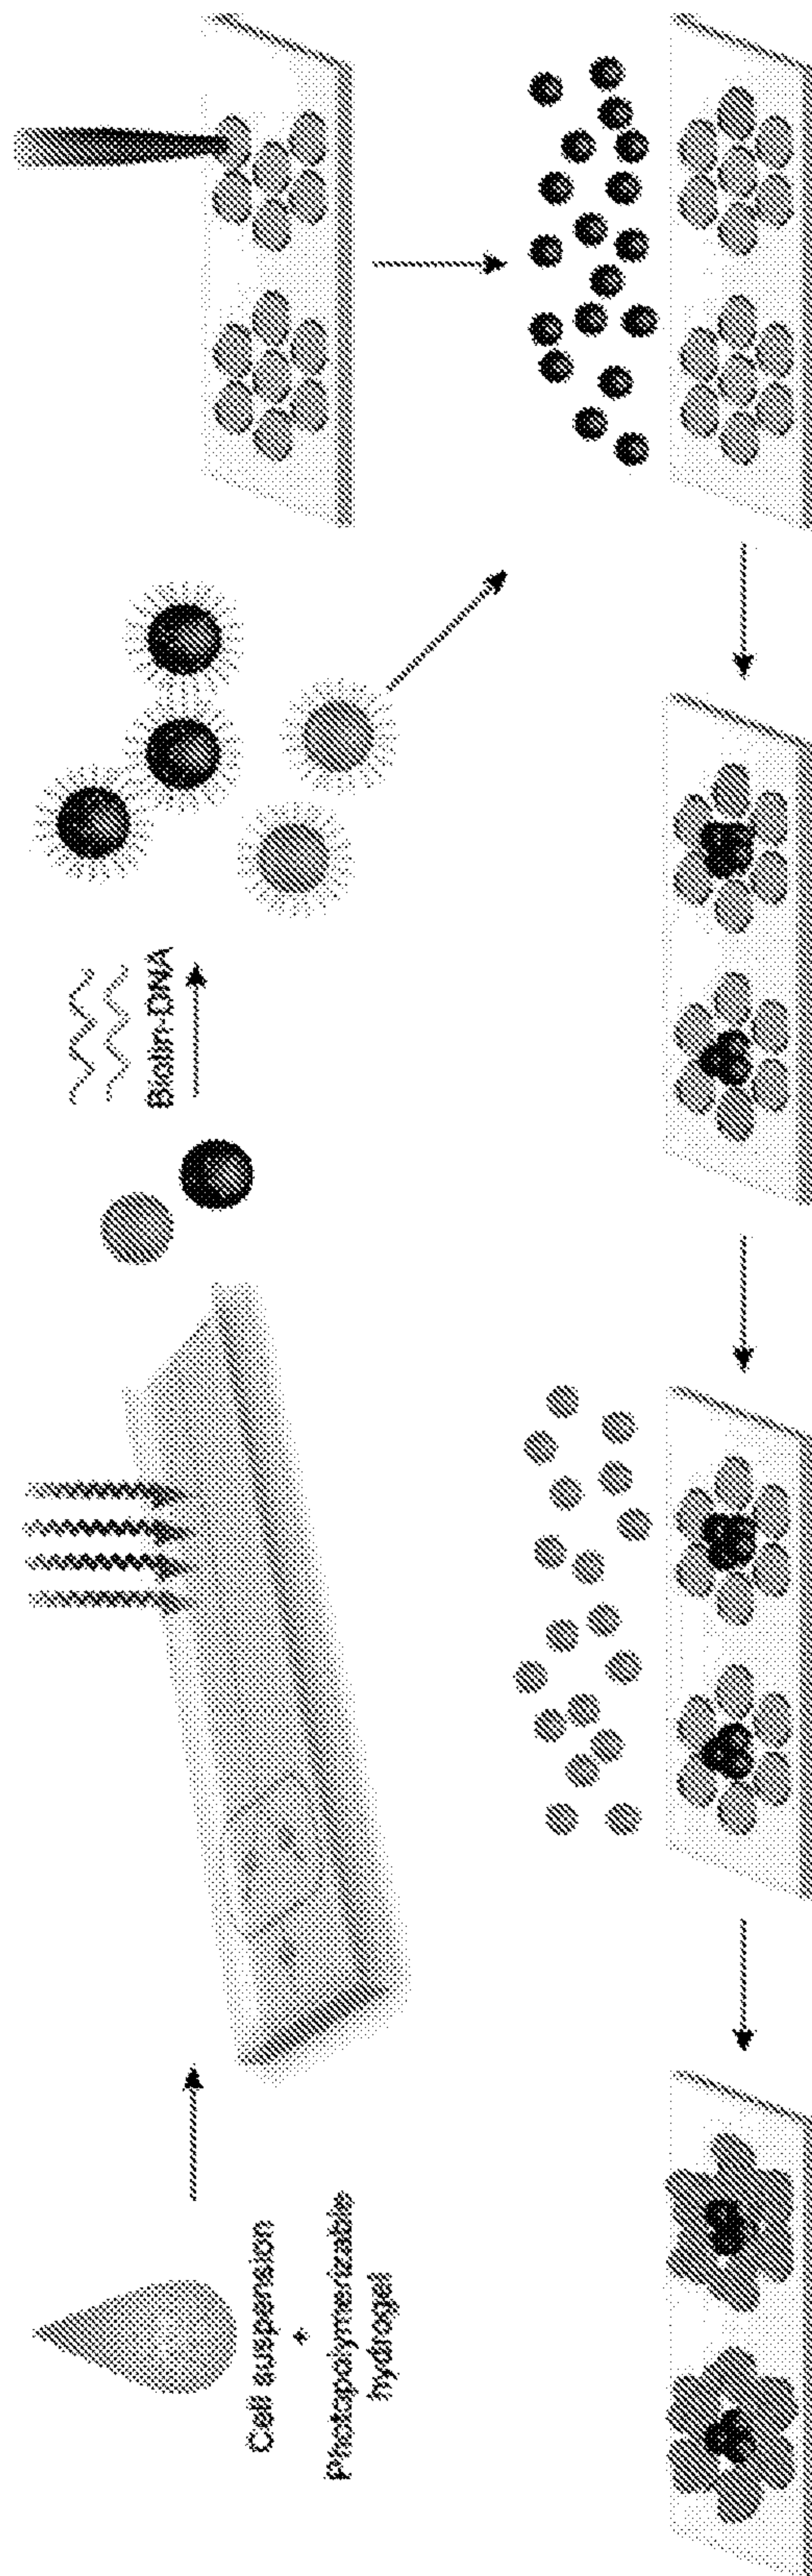 Cell suspension
+
Photopolymerizable
hydrogel
Biotin-DNA